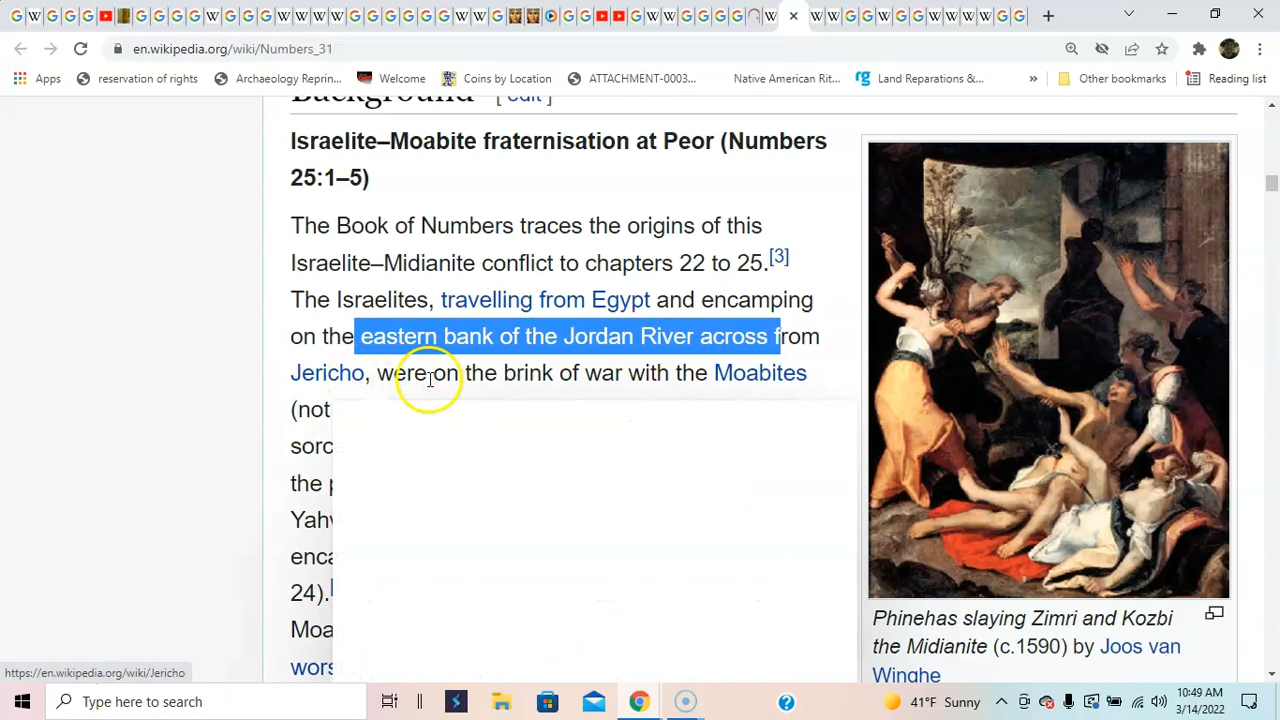 en.wikipedia.org/wiki/Numbers_31
Apps
reservation of rights
Archaeology Reprin...
Welcome
Coins by Location
ATTACHMENT-0003...
Native American Rit...
Land Reparations &...
»
Other bookmarks
Reading list
Background [ edit ]
Israelite–Moabite fraternisation at Peor (Numbers
25:1–5)
The Book of Numbers traces the origins of this
Israelite–Midianite conflict to chapters 22 to 25.[3]
The Israelites, travelling from Egypt and encamping
on the eastern bank of the Jordan River across from
Jericho, were on the brink of war with the Moabites
(not
sorc
the p
Yahw
enca
24).
Moa
wors
Phinehas slaying Zimri and Kozbi
the Midianite (c.1590) by Joos van
Winghe
https://en.wikipedia.org/wiki/Jericho
Type here to search
41°F Sunny
10:49 AM
3/14/2022